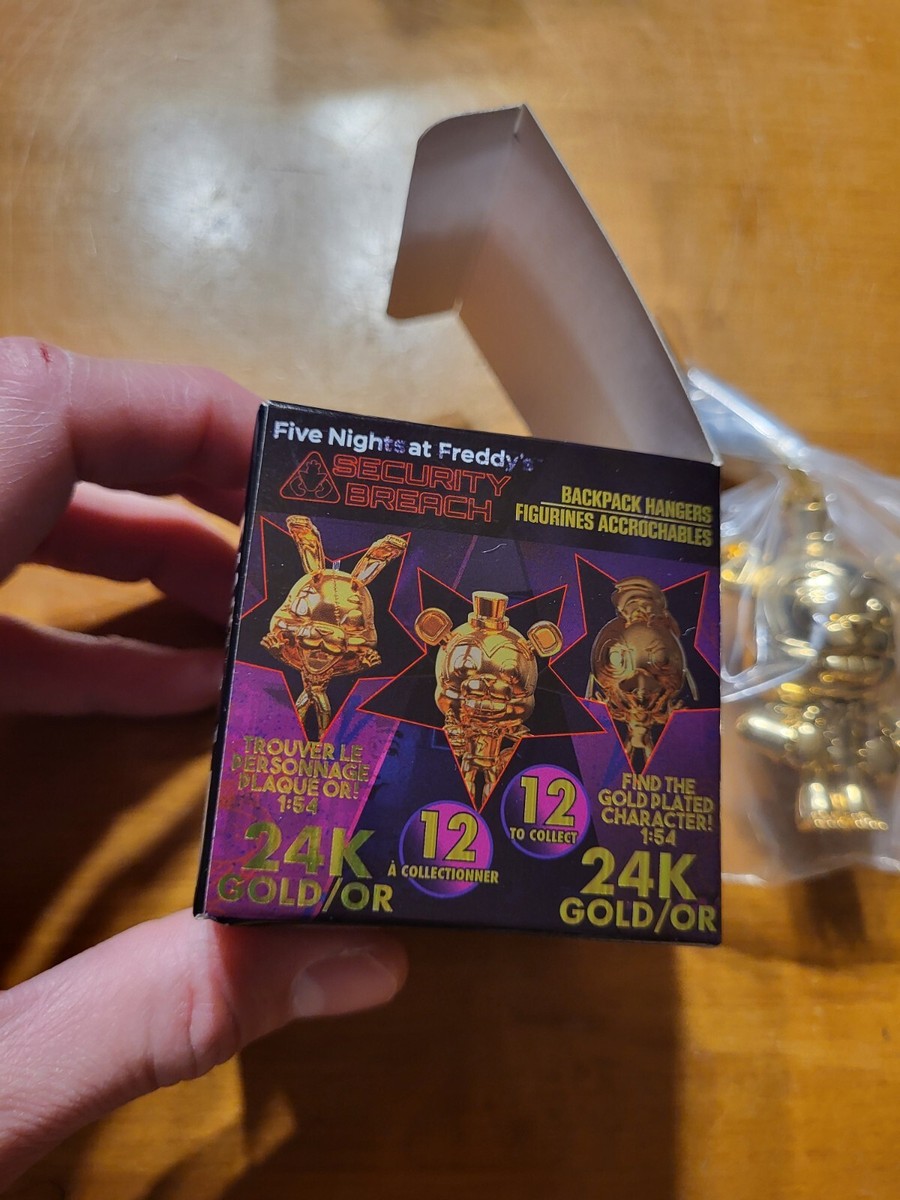 Five Nights at Freddy's™
SECURITY
BREACH
BACKPACK HANGERS
FIGURINES ACCROCHABLES
TROUVER LE
PERSONNAGE
PLAQUÉ OR!
1:54
24K
GOLD/OR
12
À COLLECTIONNER
12
TO COLLECT
FIND THE
GOLD PLATED
CHARACTER!
1:54
24K
GOLD/OR